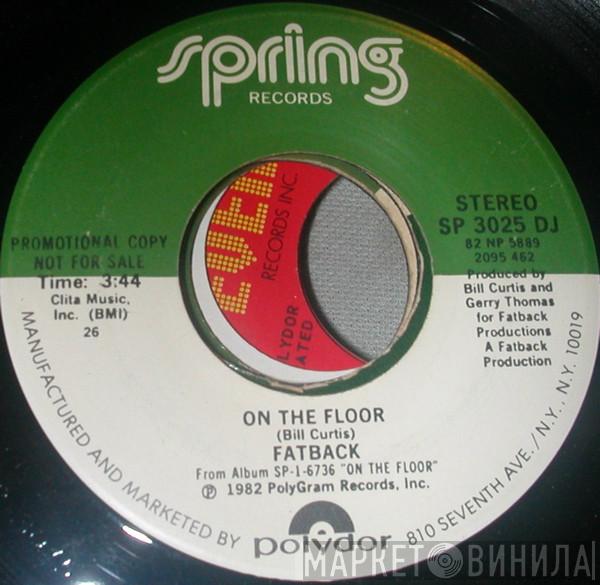 spring
RECORDS
STEREO
SP 3025 DJ
82 NP 5889
2095 462
PROMOTIONAL COPY
NOT FOR SALE
Time: 3:44
Clita Music,
Inc. (BMI)
26
Produced by
Bill Curtis and
Gerry Thomas
for Fatback
Productions
A Fatback
Production
RECORDS INC.
LYDOR
ATED
ON THE FLOOR
(Bill Curtis)
FATBACK
From Album SP-1-6736 "ON THE FLOOR"
Ⓟ 1982 PolyGram Records, Inc.
MANUFACTURED AND MARKETED BY polydor 810 SEVENTH AVE./N.Y., N.Y. 10019
МАРКЕТ ВИНИЛА